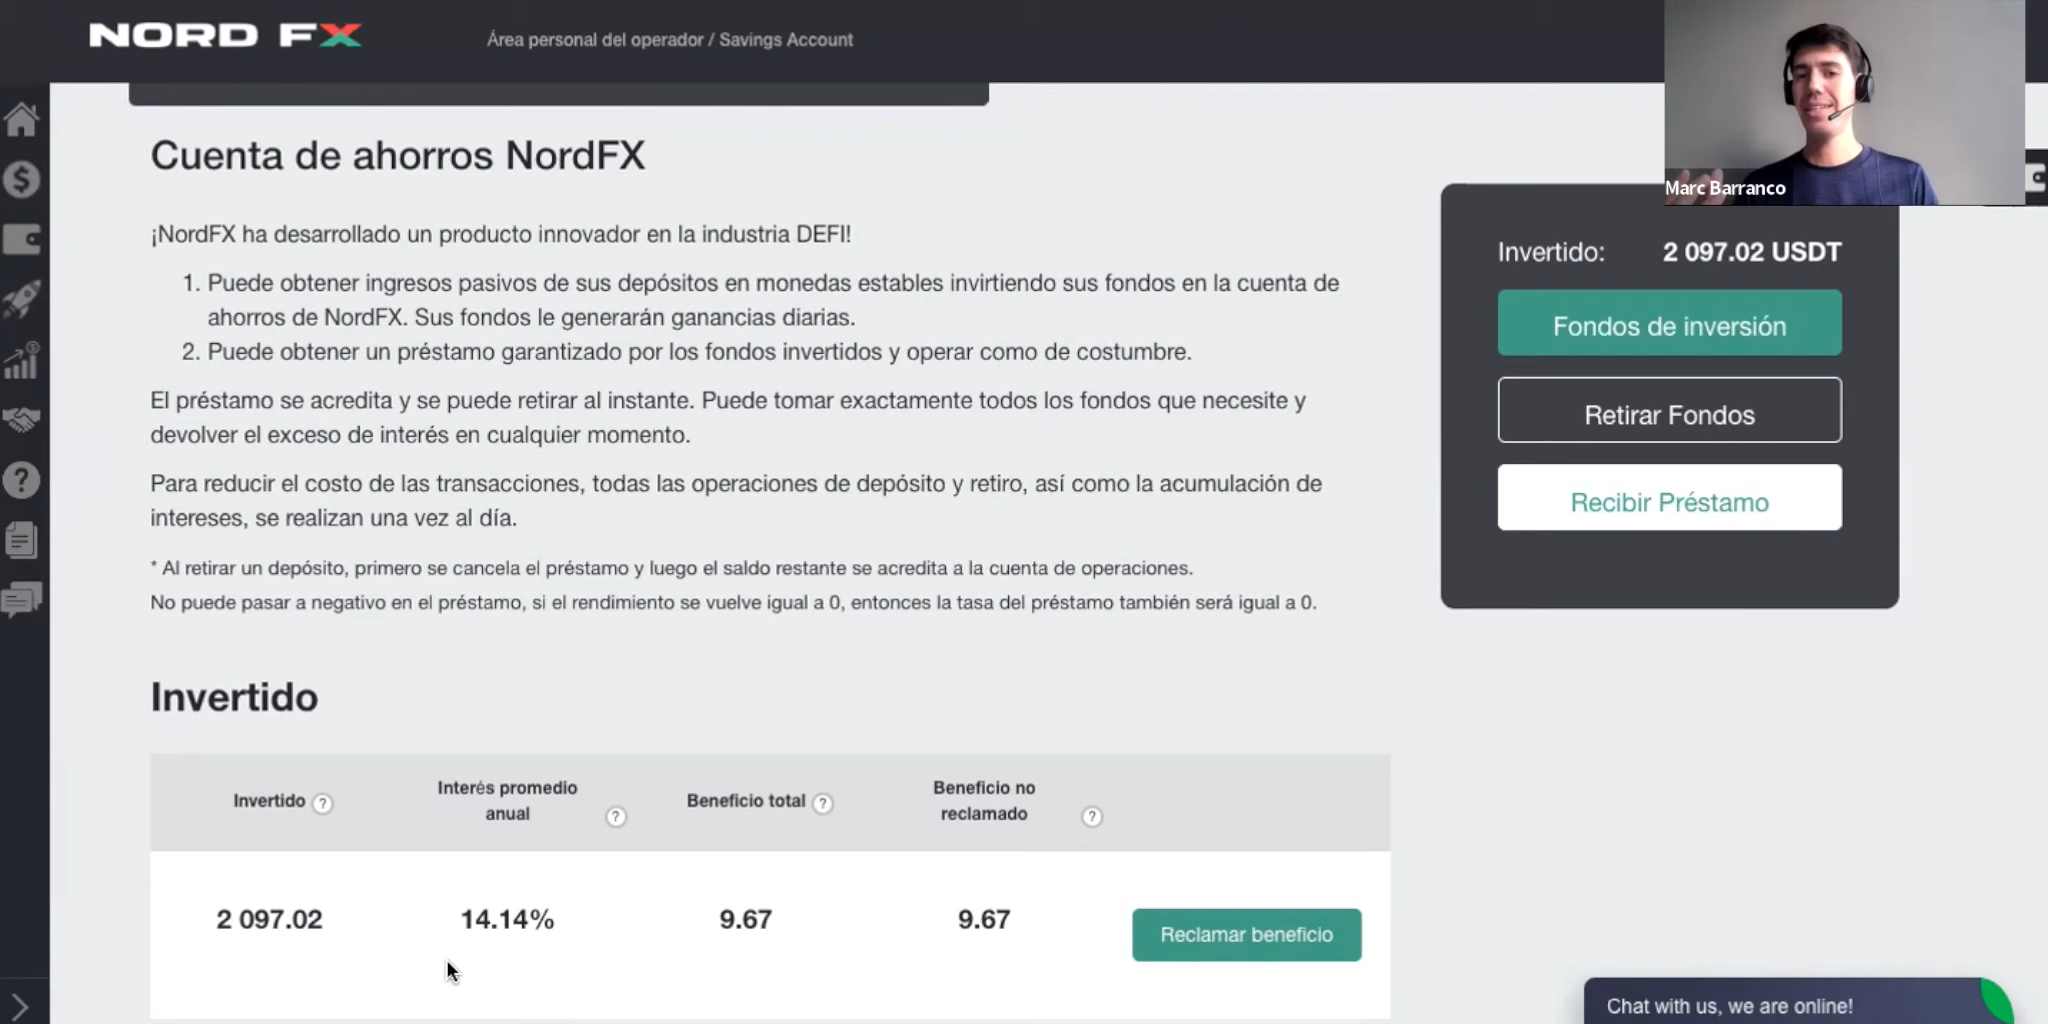 NORD FX
Área personal del operador / Savings Account
Marc Barranco
Cuenta de ahorros NordFX
¡NordFX ha desarrollado un producto innovador en la industria DEFI!
1. Puede obtener ingresos pasivos de sus depósitos en monedas estables invirtiendo sus fondos en la cuenta de
ahorros de NordFX. Sus fondos le generarán ganancias diarias.
2. Puede obtener un préstamo garantizado por los fondos invertidos y operar como de costumbre.
El préstamo se acredita y se puede retirar al instante. Puede tomar exactamente todos los fondos que necesite y
devolver el exceso de interés en cualquier momento.
Para reducir el costo de las transacciones, todas las operaciones de depósito y retiro, así como la acumulación de
intereses, se realizan una vez al día.
* Al retirar un depósito, primero se cancela el préstamo y luego el saldo restante se acredita a la cuenta de operaciones.
No puede pasar a negativo en el préstamo, si el rendimiento se vuelve igual a 0, entonces la tasa del préstamo también será igual a 0.
Invertido: 2 097.02 USDT
Fondos de inversión
Retirar Fondos
Recibir Préstamo
Invertido
Invertido ?
Interés promedio
anual ?
Beneficio total ?
Beneficio no
reclamado ?
2 097.02 14.14% 9.67 9.67 Reclamar beneficio
Chat with us, we are online!